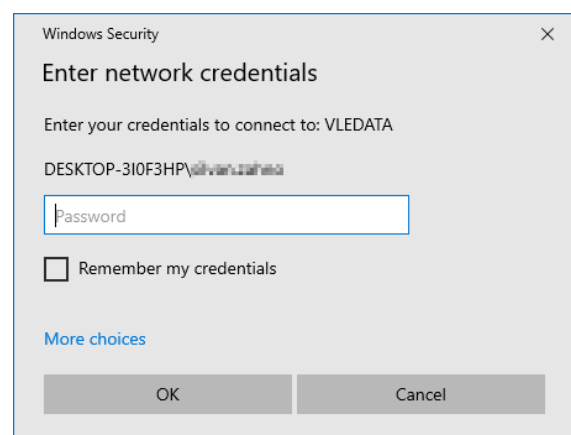 Windows Security
Enter network credentials
Enter your credentials to connect to: VLEDATA
DESKTOP-3I0F3HP\
Password
Remember my credentials
More choices
OK
Cancel